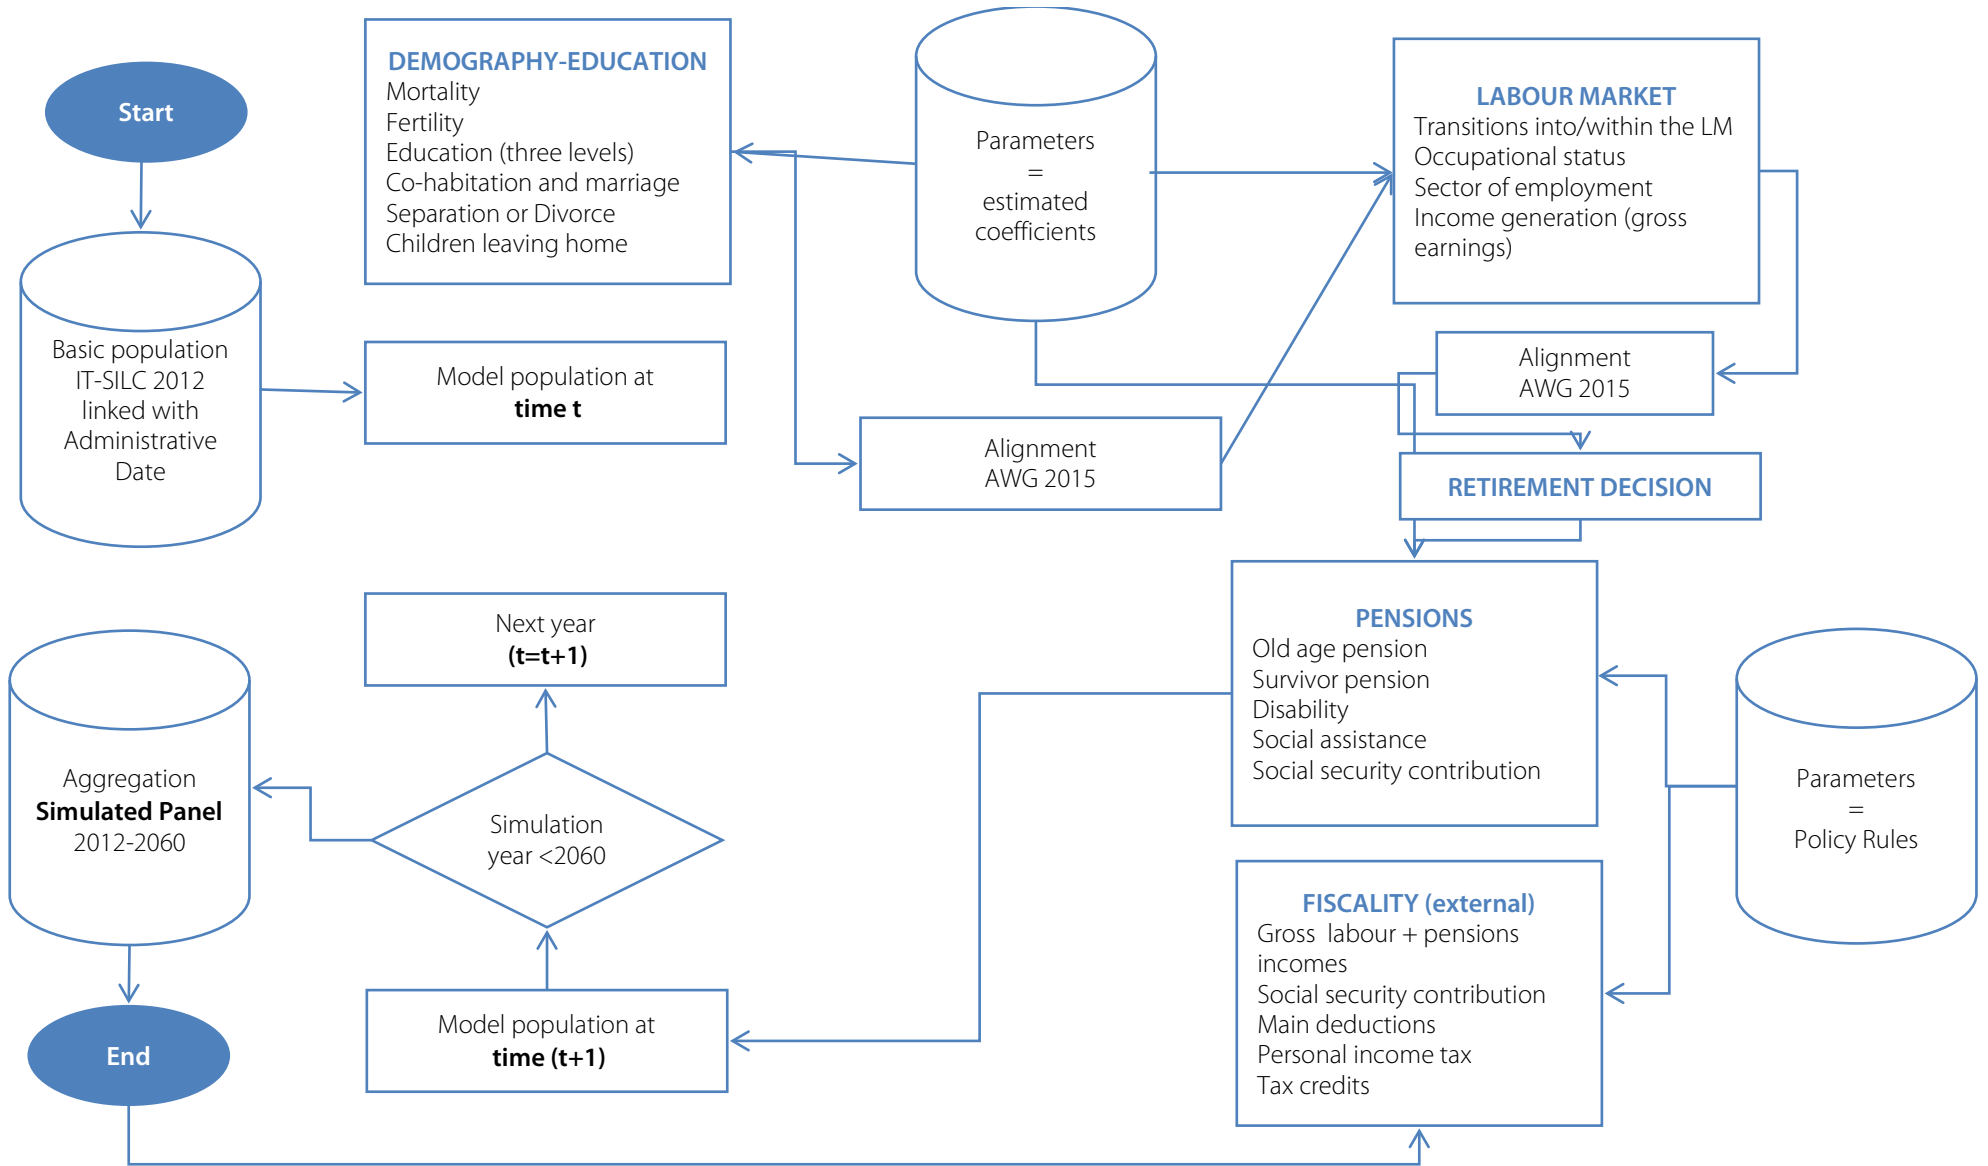 Start
Basic population
IT-SILC 2012
linked with
Administrative
Date
DEMOGRAPHY-EDUCATION
Mortality
Fertility
Education (three levels)
Co-habitation and marriage
Separation or Divorce
Children leaving home
Model population at
time t
Parameters
=
estimated
coefficients
Alignment
AWG 2015
LABOUR MARKET
Transitions into/within the LM
Occupational status
Sector of employment
Income generation (gross
earnings)
Alignment
AWG 2015
RETIREMENT DECISION
PENSIONS
Old age pension
Survivor pension
Disability
Social assistance
Social security contribution
Parameters
=
Policy Rules
FISCALITY (external)
Gross labour + pensions
incomes
Social security contribution
Main deductions
Personal income tax
Tax credits
Next year
(t=t+1)
Simulation
year <2060
Model population at
time (t+1)
Aggregation
Simulated Panel
2012-2060
End